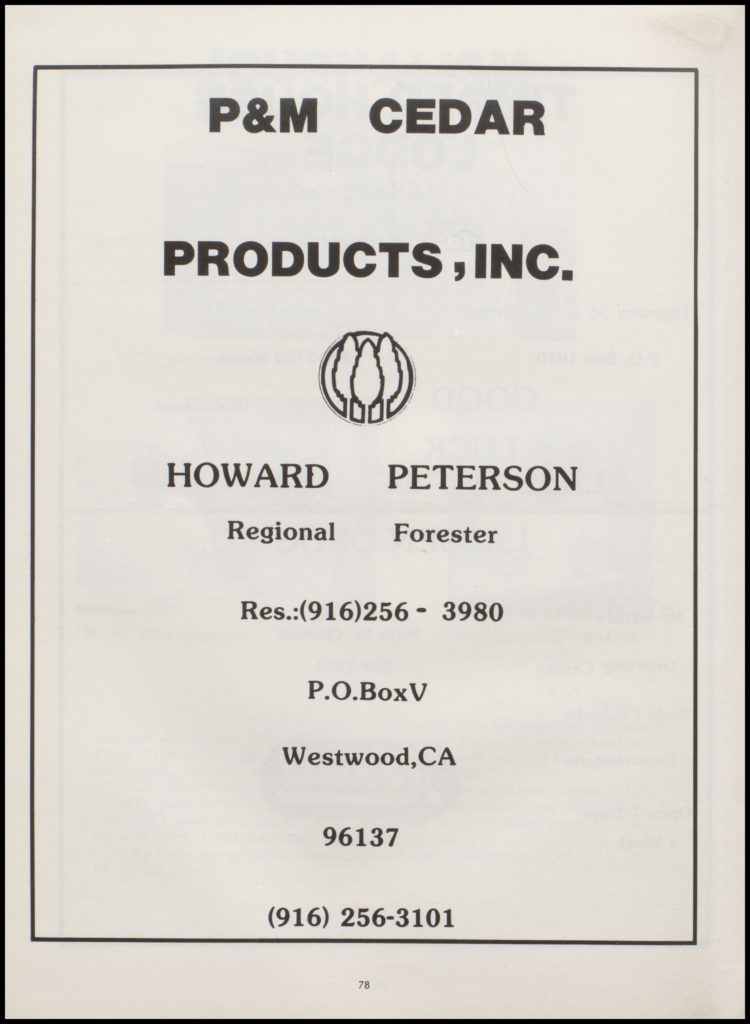 P&M CEDAR
PRODUCTS, INC.
HOWARD PETERSON
Regional Forester
Res.:(916)256 - 3980
P.O.BoxV
Westwood,CA
96137
(916) 256-3101
78